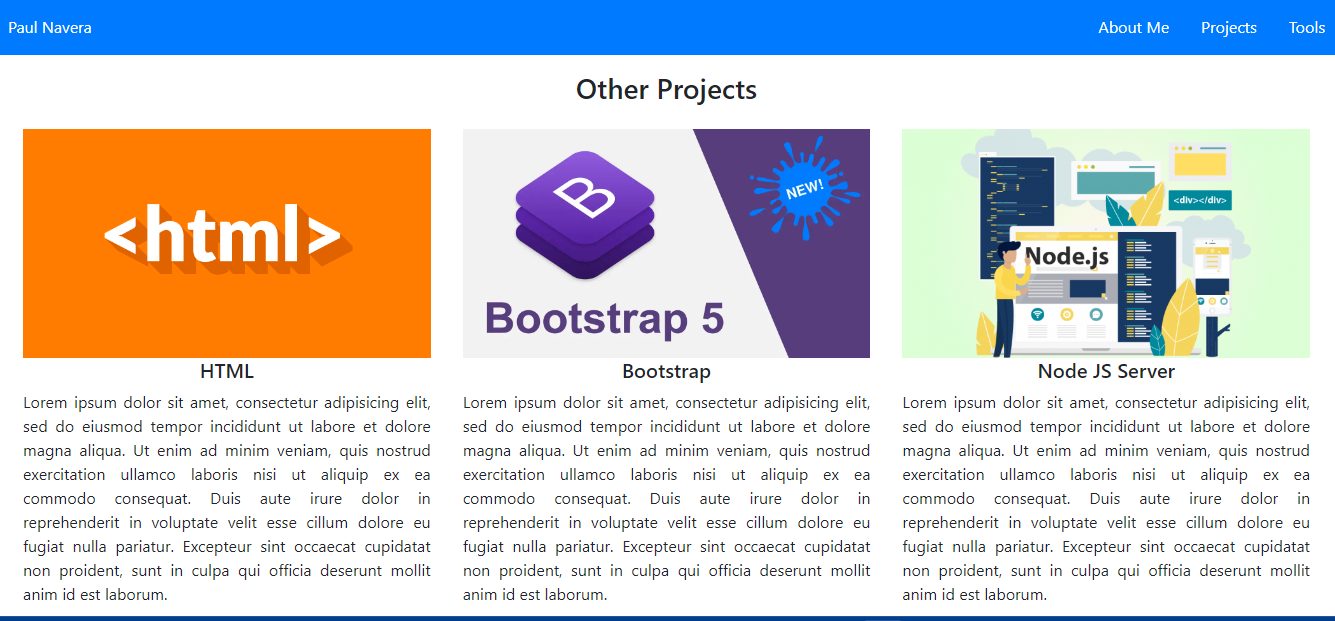 Paul Navera
About Me
Projects
Tools
Other Projects
<html>
B
Bootstrap 5
NEW!
<div></div>
Node.js
HTML
Lorem ipsum dolor sit amet, consectetur adipisicing elit,
sed do eiusmod tempor incididunt ut labore et dolore
magna aliqua. Ut enim ad minim veniam, quis nostrud
exercitation ullamco laboris nisi ut aliquip ex ea
commodo consequat. Duis aute irure dolor in
reprehenderit in voluptate velit esse cillum dolore eu
fugiat nulla pariatur. Excepteur sint occaecat cupidatat
non proident, sunt in culpa qui officia deserunt mollit
anim id est laborum.
Bootstrap
Lorem ipsum dolor sit amet, consectetur adipisicing elit,
sed do eiusmod tempor incididunt ut labore et dolore
magna aliqua. Ut enim ad minim veniam, quis nostrud
exercitation ullamco laboris nisi ut aliquip ex ea
commodo consequat. Duis aute irure dolor in
reprehenderit in voluptate velit esse cillum dolore eu
fugiat nulla pariatur. Excepteur sint occaecat cupidatat
non proident, sunt in culpa qui officia deserunt mollit
anim id est laborum.
Node JS Server
Lorem ipsum dolor sit amet, consectetur adipisicing elit,
sed do eiusmod tempor incididunt ut labore et dolore
magna aliqua. Ut enim ad minim veniam, quis nostrud
exercitation ullamco laboris nisi ut aliquip ex ea
commodo consequat. Duis aute irure dolor in
reprehenderit in voluptate velit esse cillum dolore eu
fugiat nulla pariatur. Excepteur sint occaecat cupidatat
non proident, sunt in culpa qui officia deserunt mollit
anim id est laborum.